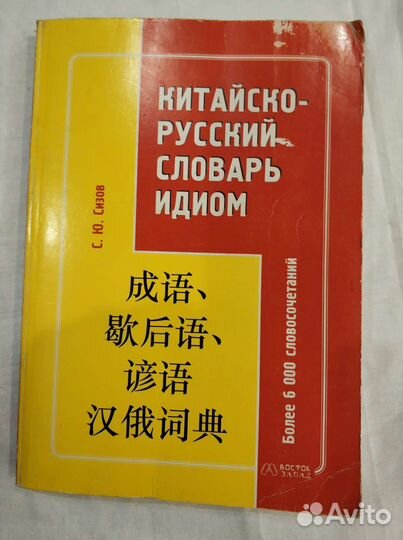 КИТАЙСКО-
РУССКИЙ
СЛОВАРЬ
ИДИОМ
С. Ю. Сизов
成语、
歇后语、
谚语
汉俄词典
Более 6 000 словосочетаний
ВОСТОК
ЗАПАД
Avito